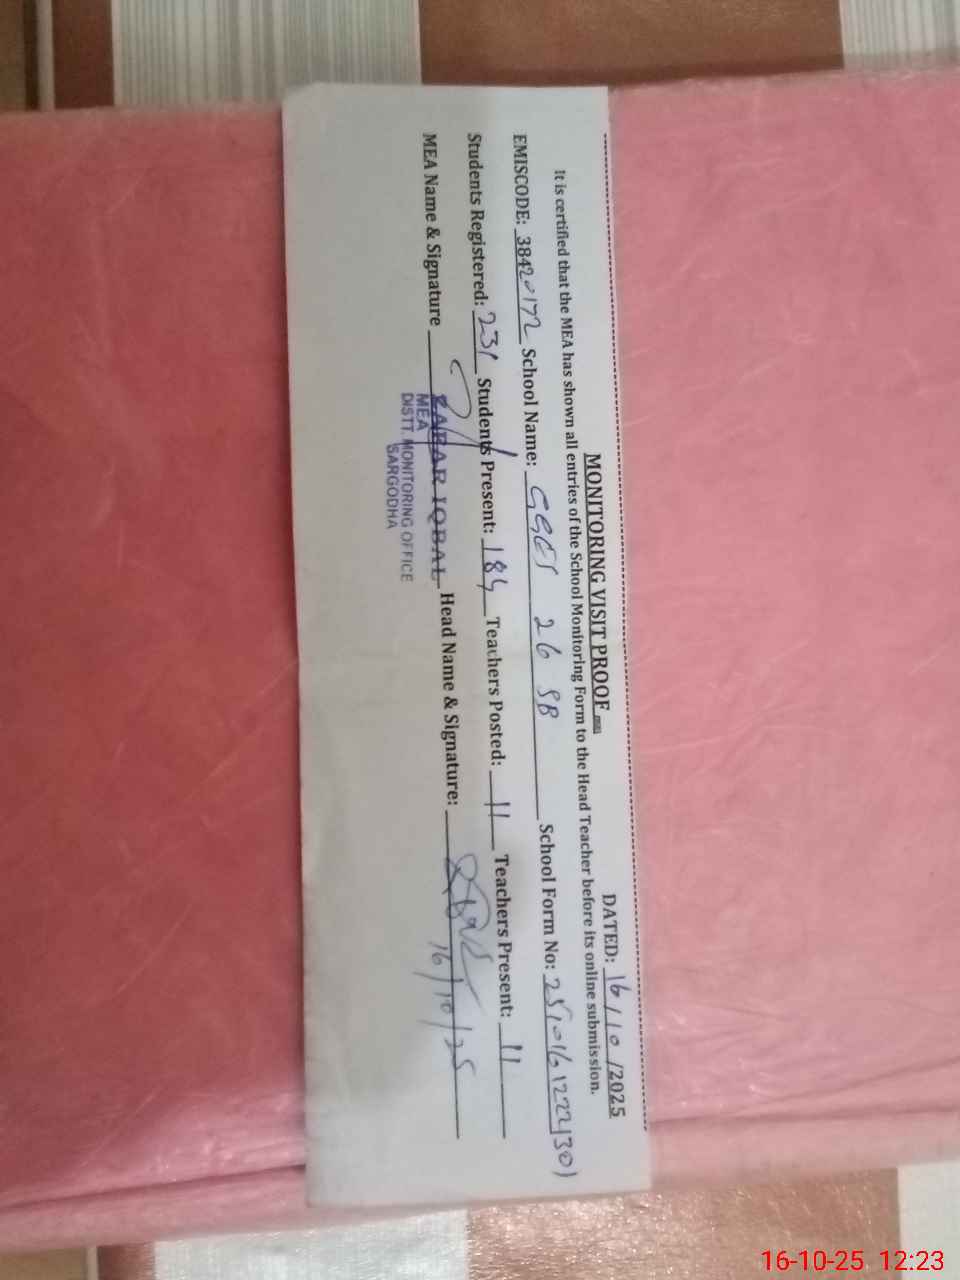 MONITORING VISIT PROOF
DATED: 16/10/2025
It is certified that the MEA has shown all entries of the School Monitoring Form to the Head Teacher before its online submission.
EMISCODE: 38420172 School Name: GGES 26 SB School Form No:
Students Registered: 231 Students Present: 184 Teachers Posted: 11 Teachers Present: 11
MEA Name & Signature BABAR IQBAL Head Name & Signature:
MEA
DISTT. MONITORING OFFICE
SARGODHA
16/10/25
16-10-25 12:23